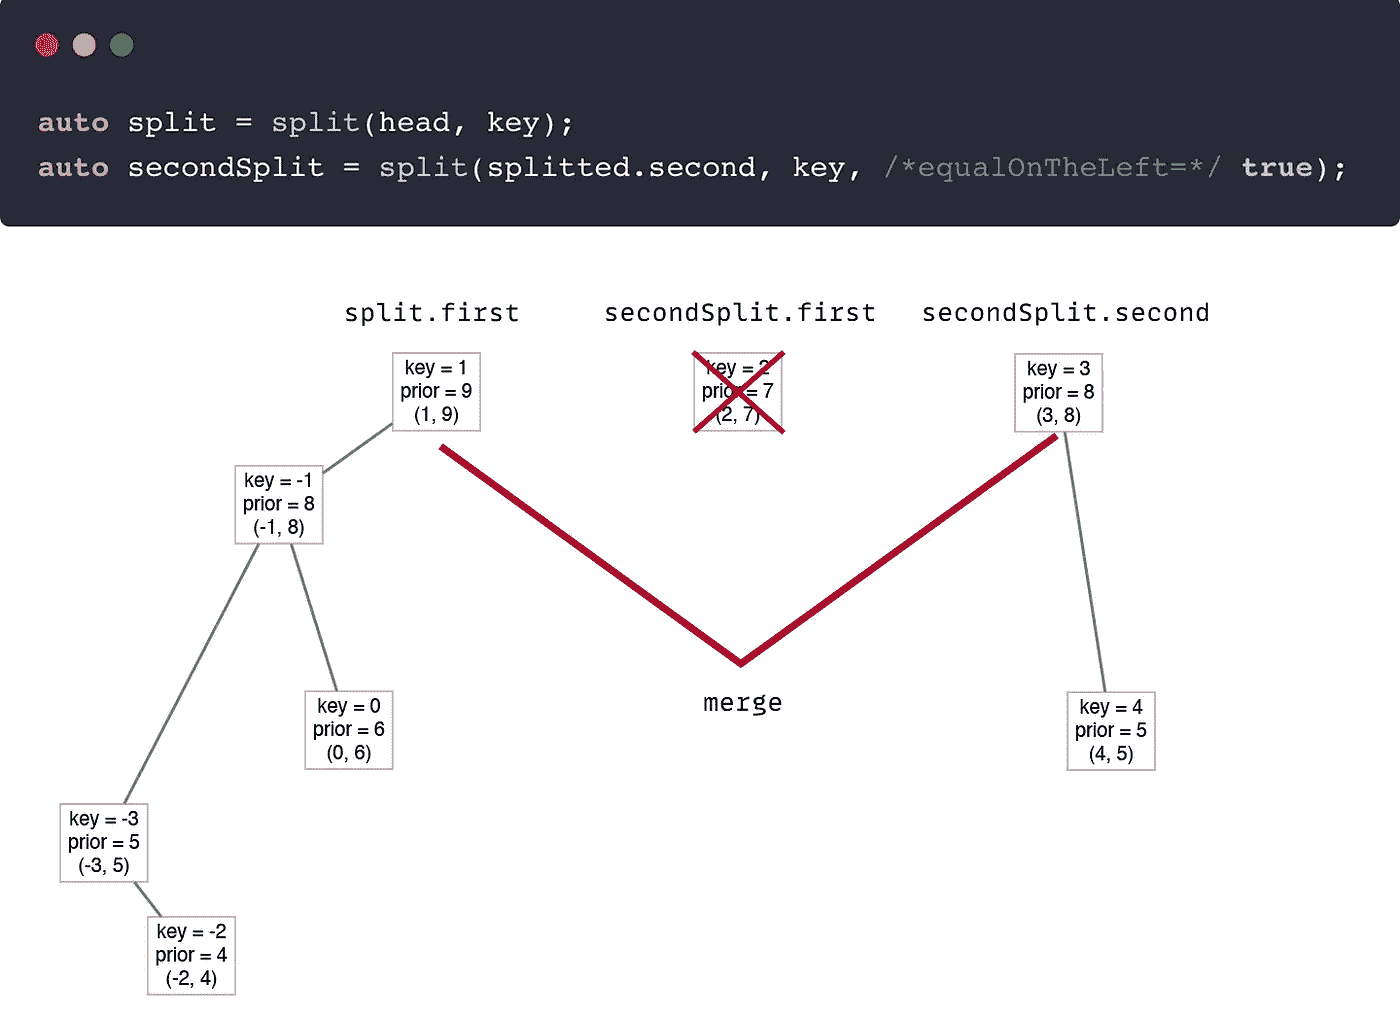 auto split = split(head, key);
auto secondSplit = split(splitted.second, key, /*equalOnTheLeft=*/ true);
split.first
secondSplit.first
secondSplit.second
key = 1
prior = 9
(1, 9)
key = 2
prior = 7
(2, 7)
key = 3
prior = 8
(3, 8)
key = -1
prior = 8
(-1, 8)
key = 0
prior = 6
(0, 6)
merge
key = 4
prior = 5
(4, 5)
key = -3
prior = 5
(-3, 5)
key = -2
prior = 4
(-2, 4)